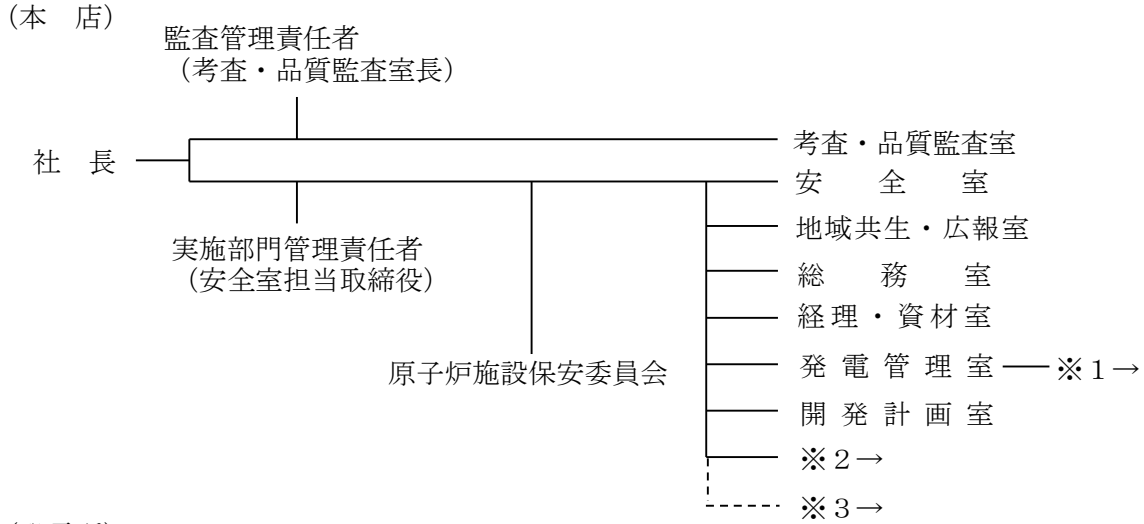 （本　店）
監査管理責任者
（考査・品質監査室長）
社　長
考査・品質監査室
安　全　室
実施部門管理責任者
（安全室担当取締役）
地域共生・広報室
総　務　室
経理・資材室
原子炉施設保安委員会
発電管理室
※１→
開発計画室
※２→
※３→